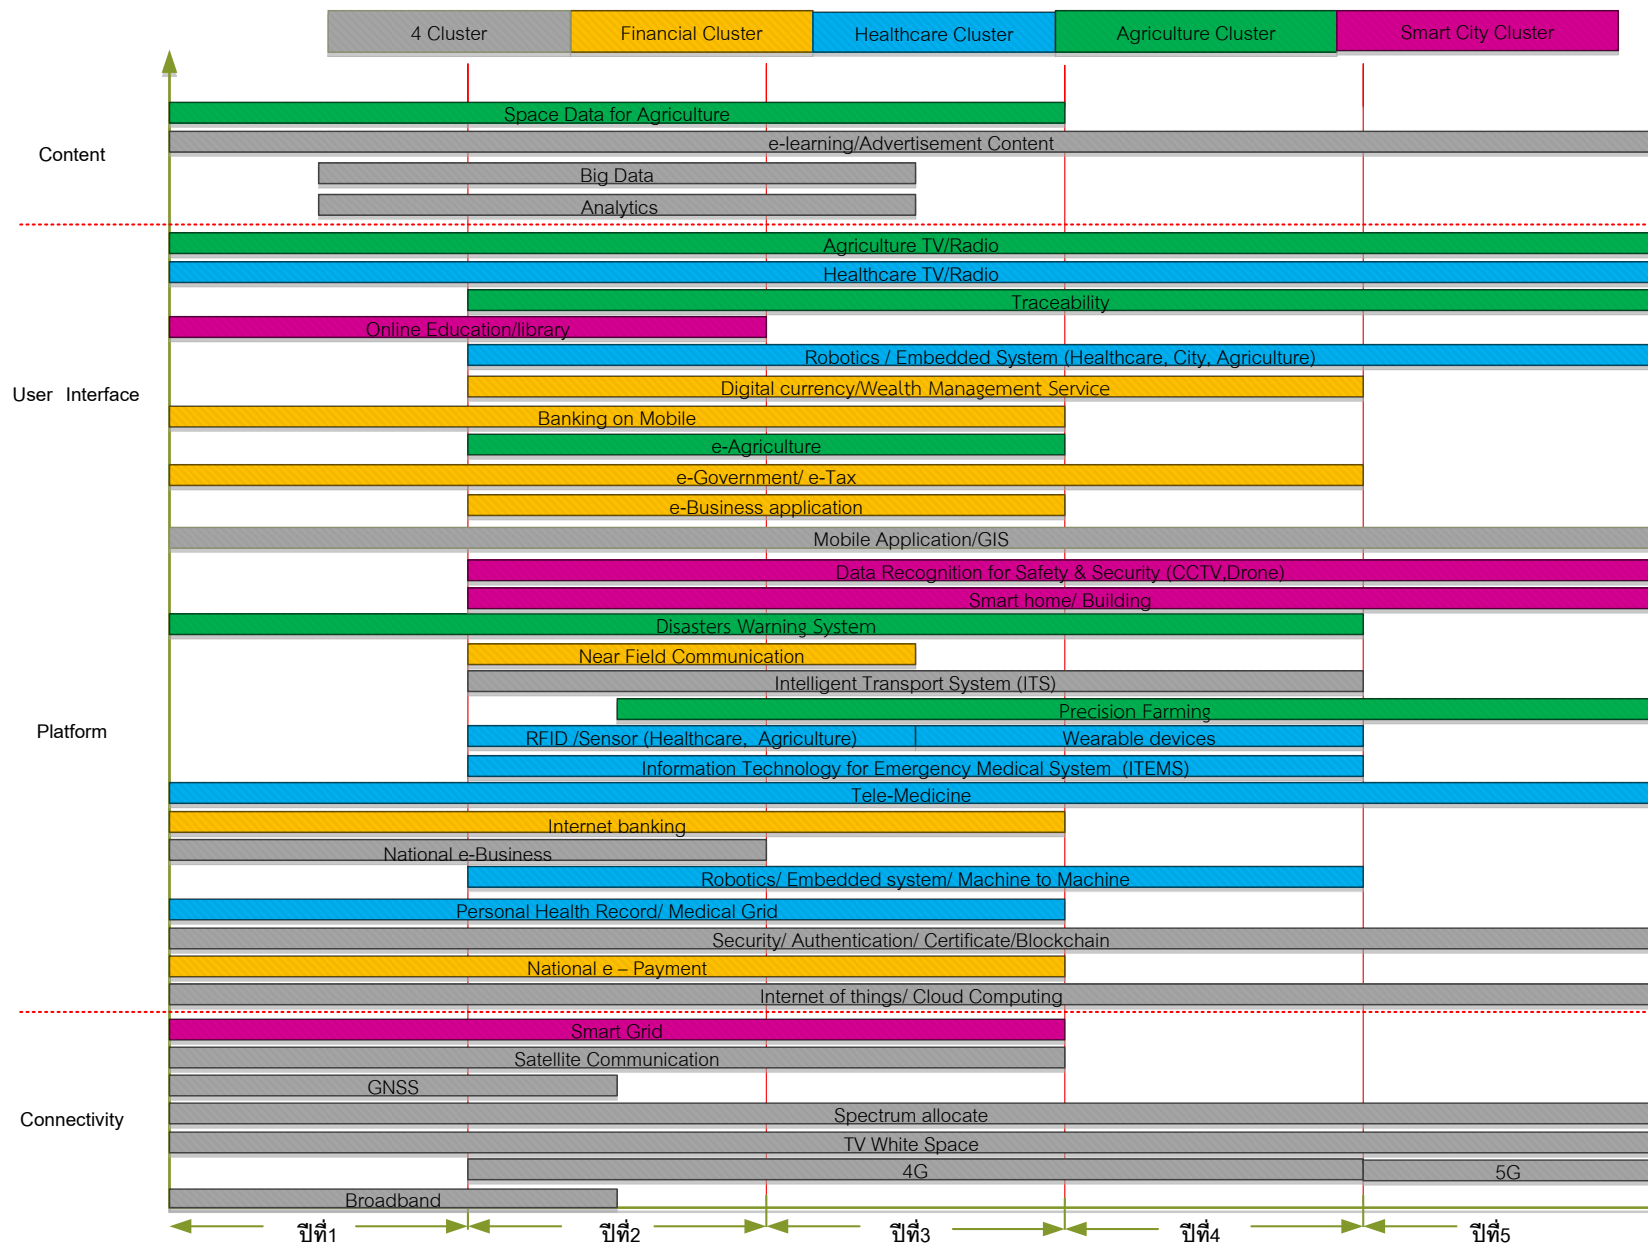 4 Cluster
Financial Cluster
Healthcare Cluster
Agriculture Cluster
Smart City Cluster
Content
Space Data for Agriculture
e-learning/Advertisement Content
Big Data
Analytics
User Interface
Agriculture TV/Radio
Healthcare TV/Radio
Traceability
Online Education/library
Robotics / Embedded System (Healthcare, City, Agriculture)
Digital currency/Wealth Management Service
Banking on Mobile
e-Agriculture
e-Government/ e-Tax
e-Business application
Mobile Application/GIS
Platform
Data Recognition for Safety & Security (CCTV,Drone)
Smart home/ Building
Disasters Warning System
Near Field Communication
Intelligent Transport System (ITS)
Precision Farming
RFID /Sensor (Healthcare, Agriculture)
Wearable devices
Information Technology for Emergency Medical System (ITEMS)
Tele-Medicine
Internet banking
National e-Business
Robotics/ Embedded system/ Machine to Machine
Personal Health Record/ Medical Grid
Security/ Authentication/ Certificate/Blockchain
National e – Payment
Internet of things/ Cloud Computing
Connectivity
Smart Grid
Satellite Communication
GNSS
Spectrum allocate
TV White Space
4G
5G
Broadband
ปีที่1
ปีที่2
ปีที่3
ปีที่4
ปีที่5